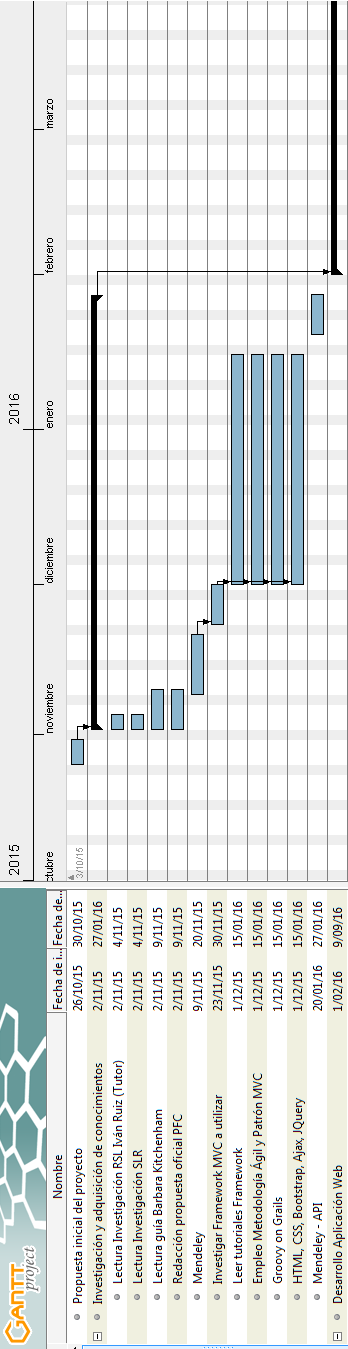 GANTT
project
Nombre Fecha de i... Fecha de...
Propuesta inicial del proyecto 26/10/15 30/10/15
Investigación y adquisición de conocimientos 2/11/15 27/01/16
Lectura Investigación RSL Iván Ruiz (Tutor) 2/11/15 4/11/15
Lectura Investigación SLR 2/11/15 4/11/15
Lectura guía Barbara Kitchenham 2/11/15 9/11/15
Redacción propuesta oficial PFC 2/11/15 9/11/15
Mendeley 9/11/15 20/11/15
Investigar Framework MVC a utilizar 23/11/15 30/11/15
Leer tutoriales Framework 1/12/15 15/01/16
Empleo Metodología Ágil y Patrón MVC 1/12/15 15/01/16
Groovy on Grails 1/12/15 15/01/16
HTML, CSS, Bootstrap, Ajax, JQuery 1/12/15 15/01/16
Mendeley - API 20/01/16 27/01/16
Desarrollo Aplicación Web 1/02/16 9/09/16
2015 2016
ctubre noviembre diciembre enero febrero marzo
3/10/15